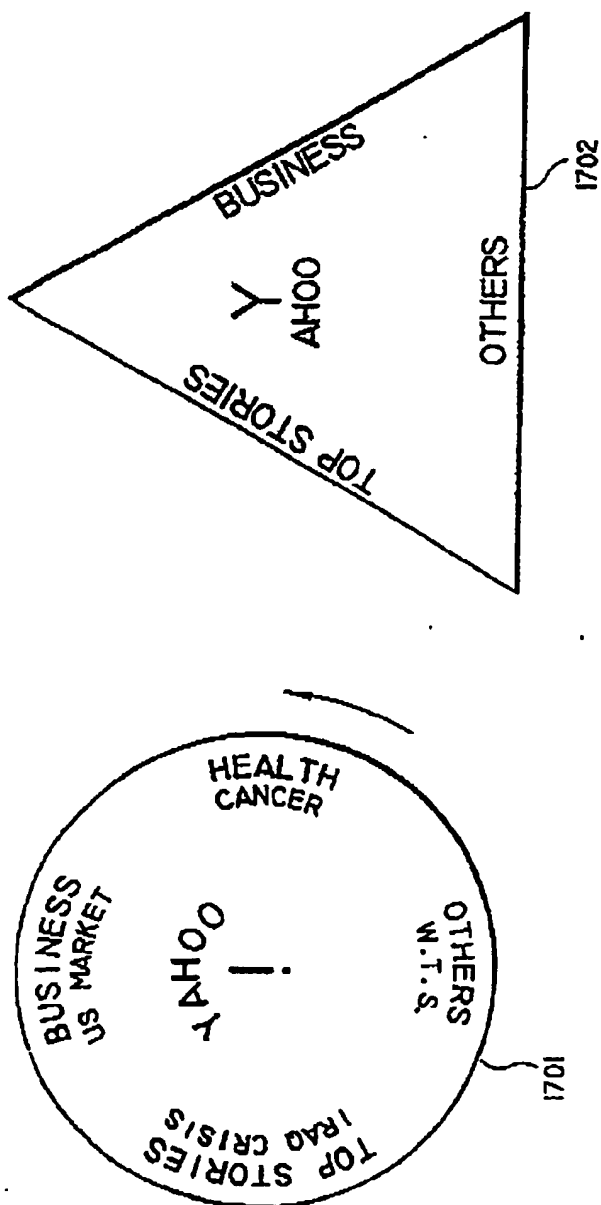 BUSINESS
Y
AHOO
TOP STORIES
OTHERS
1702
HEALTH
CANCER
BUSINESS
US MARKET
YAHOO
!
OTHERS
W.T.S.
TOP STORIES
IRAQ CRISIS
1701